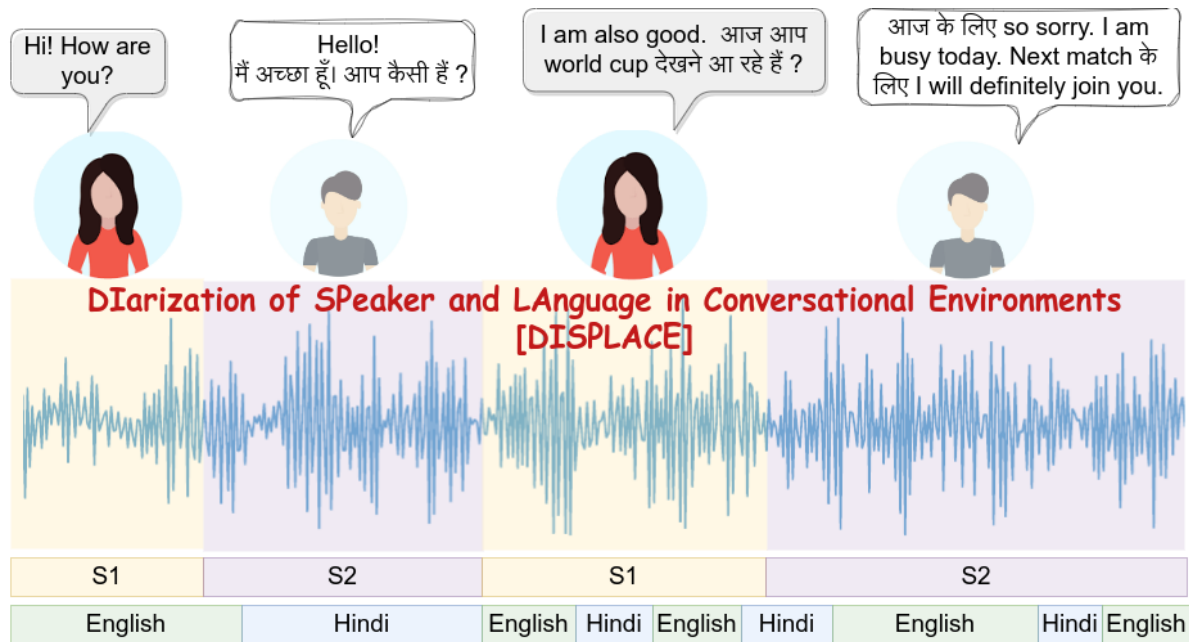 Hi! How are
you?
Hello!
मैं अच्छा हूँ। आप कैसी हैं ?
I am also good. आज आप
world cup देखने आ रहे हैं ?
आज के लिए so sorry. I am
busy today. Next match के
लिए I will definitely join you.
DIarization of SPeaker and LAnguage in Conversational Environments
[DISPLACE]
S1 S2 S1 S2
English Hindi English Hindi English Hindi English Hindi English